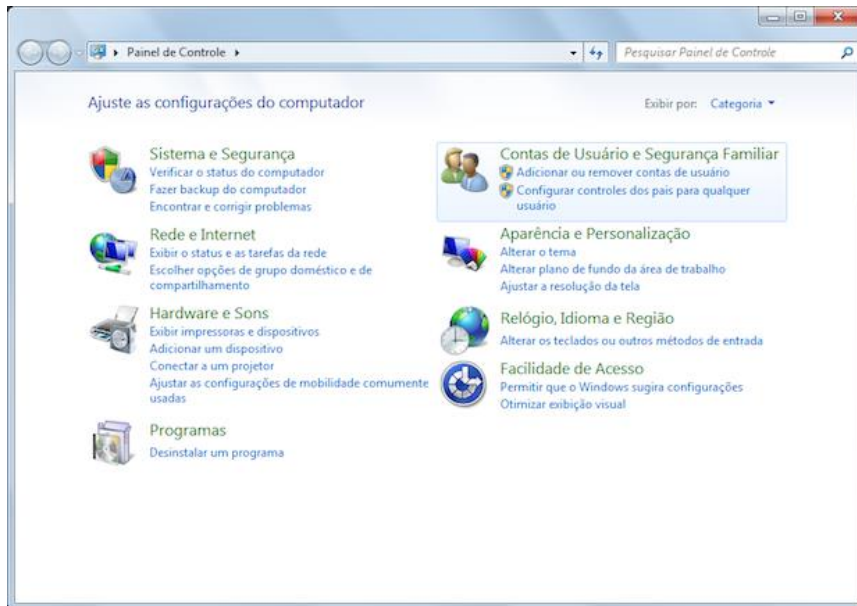 Painel de Controle
Pesquisar Painel de Controle
Ajuste as configurações do computador
Exibir por: Categoria
Sistema e Segurança
Verificar o status do computador
Fazer backup do computador
Encontrar e corrigir problemas
Rede e Internet
Exibir o status e as tarefas da rede
Escolher opções de grupo doméstico e de
compartilhamento
Hardware e Sons
Exibir impressoras e dispositivos
Adicionar um dispositivo
Conectar a um projetor
Ajustar as configurações de mobilidade comumente
usadas
Programas
Desinstalar um programa
Contas de Usuário e Segurança Familiar
Adicionar ou remover contas de usuário
Configurar controles dos pais para qualquer
usuário
Aparência e Personalização
Alterar o tema
Alterar plano de fundo da área de trabalho
Ajustar a resolução da tela
Relógio, Idioma e Região
Alterar os teclados ou outros métodos de entrada
Facilidade de Acesso
Permitir que o Windows sugira configurações
Otimizar exibição visual